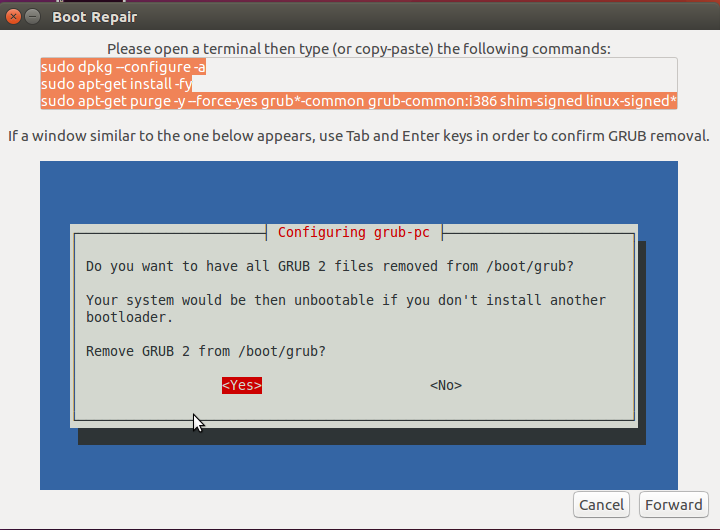 Boot Repair
Please open a terminal then type (or copy-paste) the following commands:
sudo dpkg --configure -a
sudo apt-get install -fy
sudo apt-get purge -y --force-yes grub*-common grub-common:i386 shim-signed linux-signed*
If a window similar to the one below appears, use Tab and Enter keys in order to confirm GRUB removal.
Configuring grub-pc
Do you want to have all GRUB 2 files removed from /boot/grub?
Your system would be then unbootable if you don't install another
bootloader.
Remove GRUB 2 from /boot/grub?
<Yes> <No>
Cancel Forward